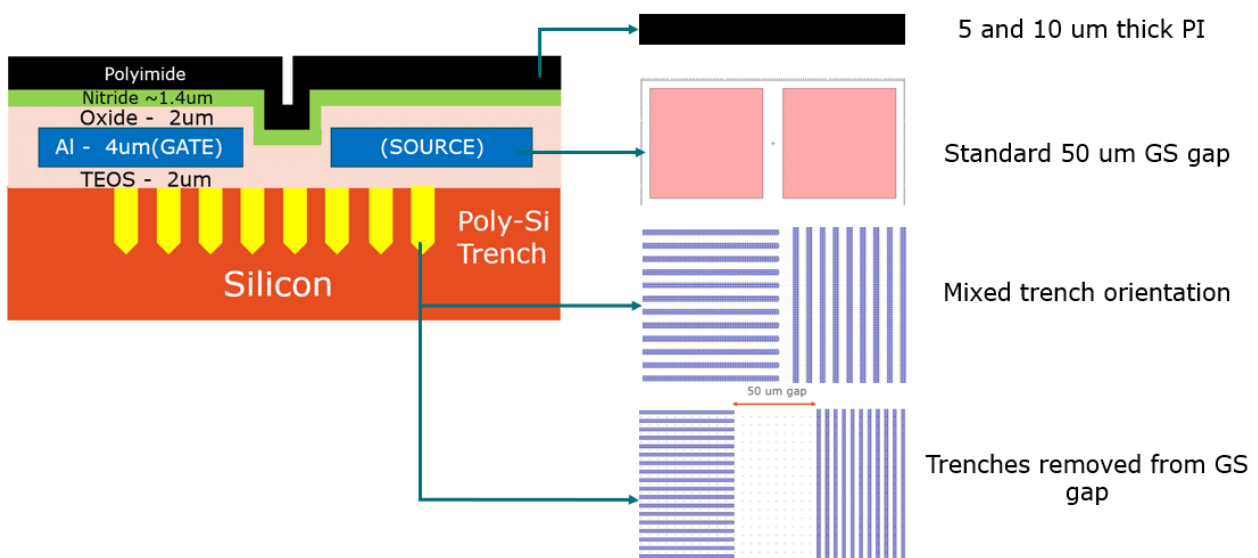 Polyimide
Nitride ~1.4um
Oxide - 2um
Al - 4um(GATE)
(SOURCE)
TEOS - 2um
Poly-Si
Trench
Silicon
5 and 10 um thick PI
Standard 50 um GS gap
Mixed trench orientation
50 um gap
Trenches removed from GS
gap